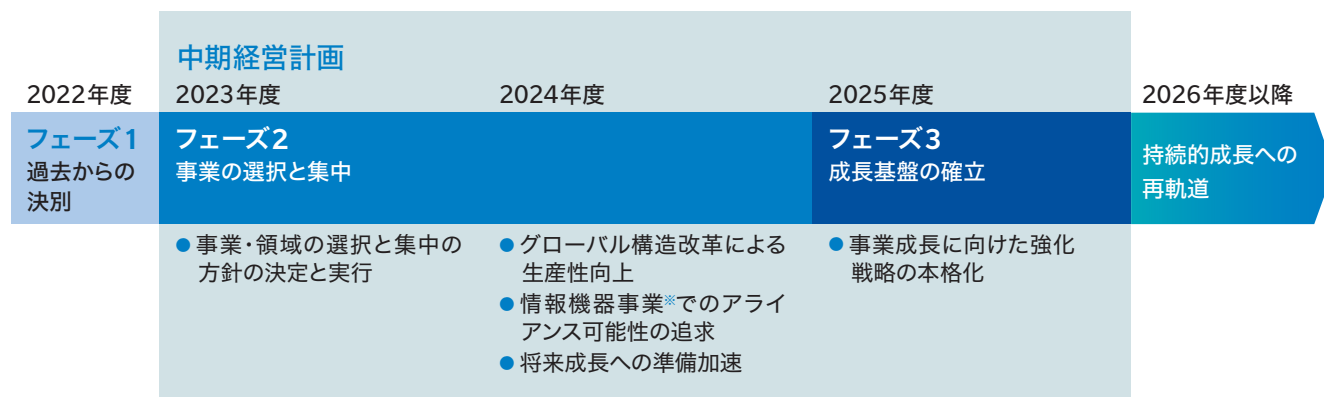 中期経営計画
2022年度
2023年度
2024年度
2025年度
2026年度以降
フェーズ1
過去からの
決別
フェーズ2
事業の選択と集中
フェーズ3
成長基盤の確立
持続的成長への
再軌道
●事業・領域の選択と集中の
方針の決定と実行
●グローバル構造改革による
生産性向上
●情報機器事業※でのアライ
アンス可能性の追求
●将来成長への準備加速
●事業成長に向けた強化
戦略の本格化